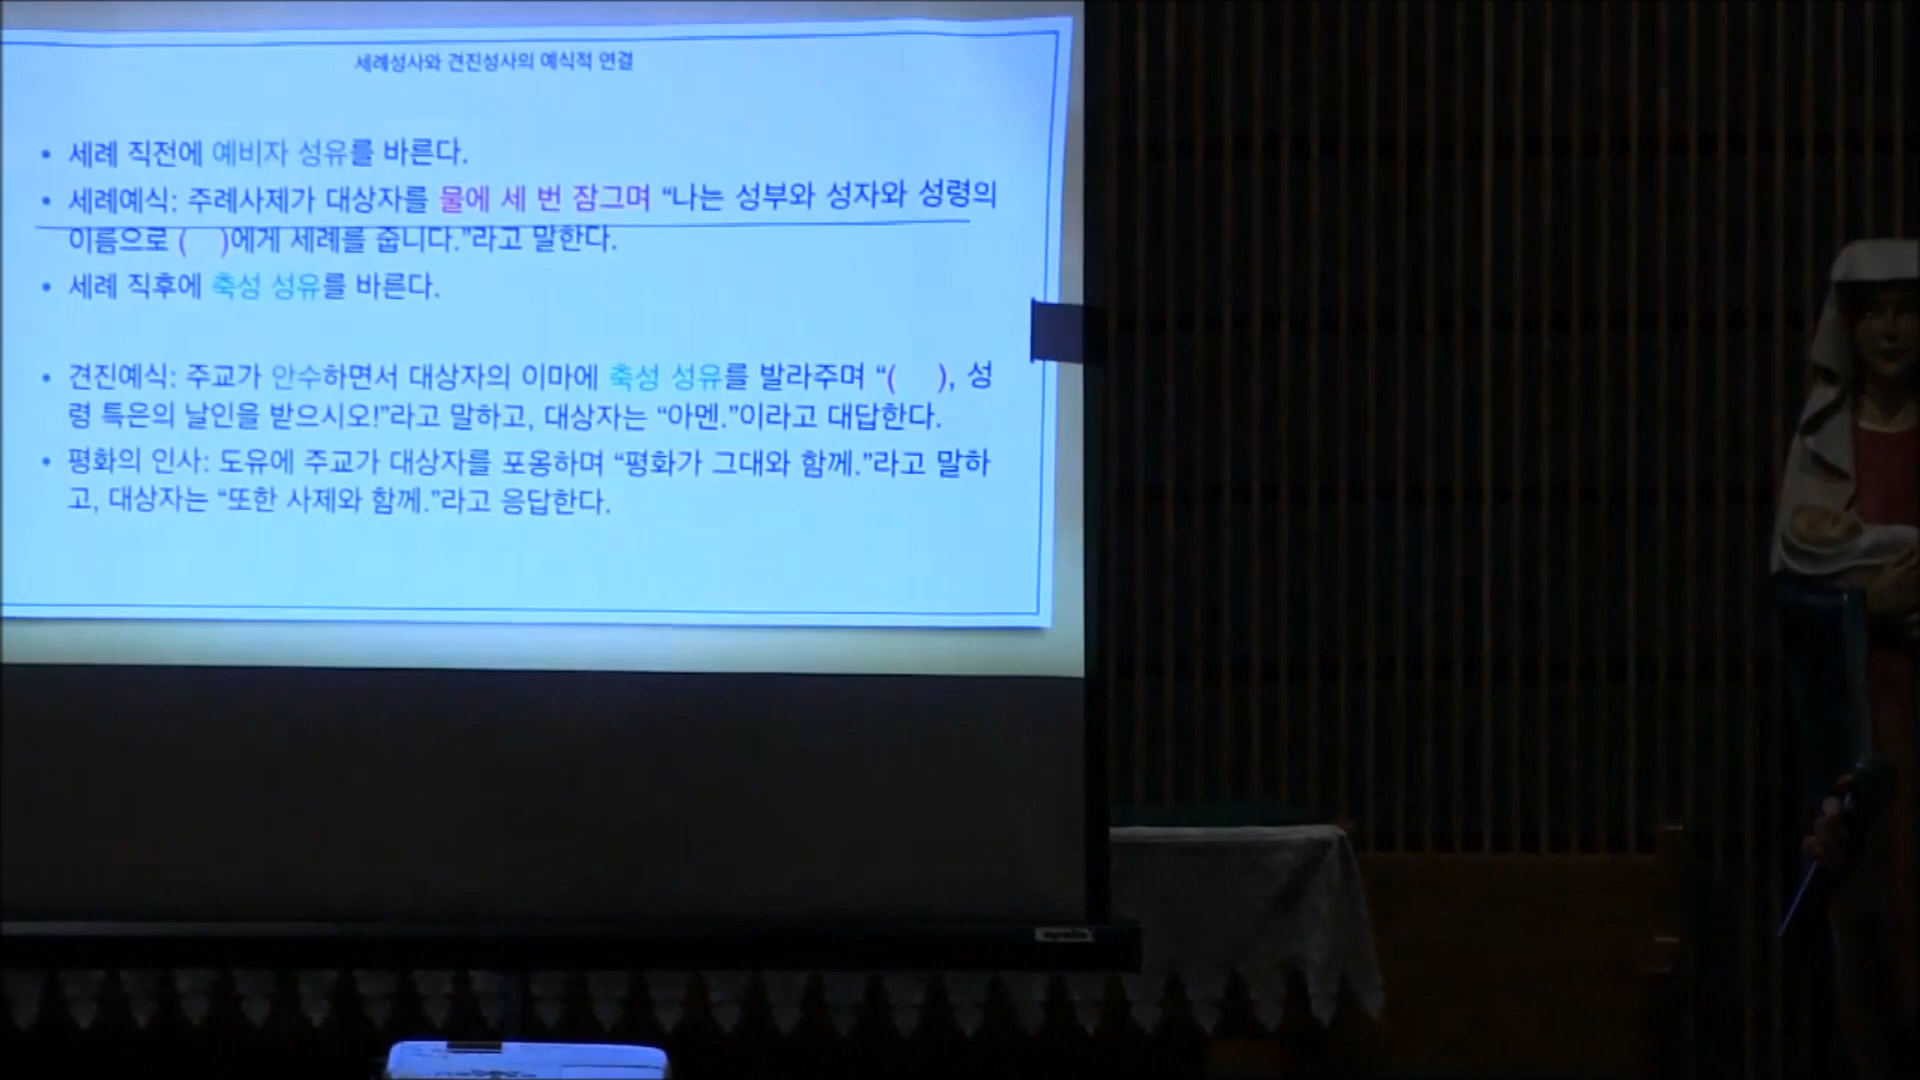 세례성사와 견진성사의 예식적 연결
• 세례 직전에 예비자 성유를 바른다.
• 세례예식: 주례사제가 대상자를 물에 세 번 잠그며 “나는 성부와 성자와 성령의
이름으로 ( )에게 세례를 줍니다.”라고 말한다.
• 세례 직후에 축성 성유를 바른다.
• 견진예식: 주교가 안수하면서 대상자의 이마에 축성 성유를 발라주며 “( ), 성
령 특은의 날인을 받으시오!”라고 말하고, 대상자는 “아멘.”이라고 대답한다.
• 평화의 인사: 도유에 주교가 대상자를 포옹하며 “평화가 그대와 함께.”라고 말하
고, 대상자는 “또한 사제와 함께.”라고 응답한다.
apollo